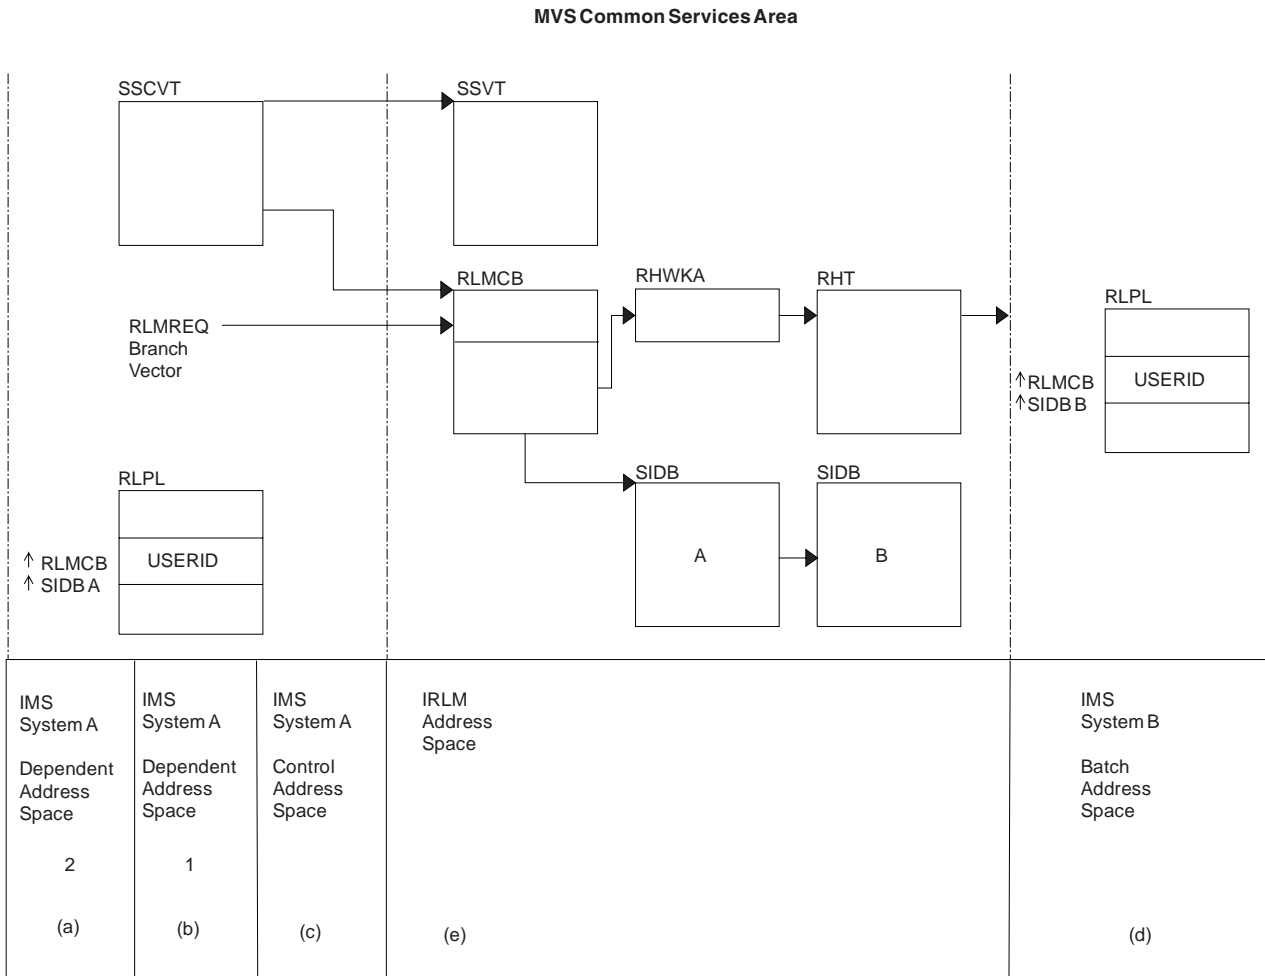 MVS Common Services Area
SSCVT
SSVT
RLMCB
RHWKA
RHT
RLPL
RLMREQ
Branch
Vector
↑ RLMCB
↑ SIDB B
USERID
RLPL
SIDB
SIDB
↑ RLMCB
↑ SIDB A
USERID
A
B
IMS
System A
Dependent
Address
Space
2
(a)
IMS
System A
Dependent
Address
Space
1
(b)
IMS
System A
Control
Address
Space
(c)
IRLM
Address
Space
(e)
IMS
System B
Batch
Address
Space
(d)